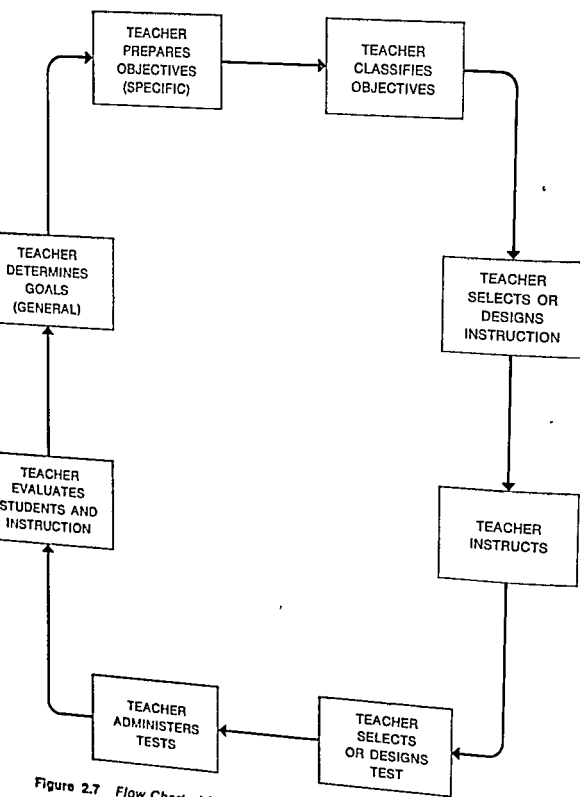 TEACHER
PREPARES
OBJECTIVES
(SPECIFIC)
TEACHER
CLASSIFIES
OBJECTIVES
TEACHER
SELECTS OR
DESIGNS
INSTRUCTION
TEACHER
INSTRUCTS
TEACHER
SELECTS
OR DESIGNS
TEST
TEACHER
ADMINISTERS
TESTS
TEACHER
EVALUATES
STUDENTS AND
INSTRUCTION
TEACHER
DETERMINES
GOALS
(GENERAL)
Figure 2.7 Flow